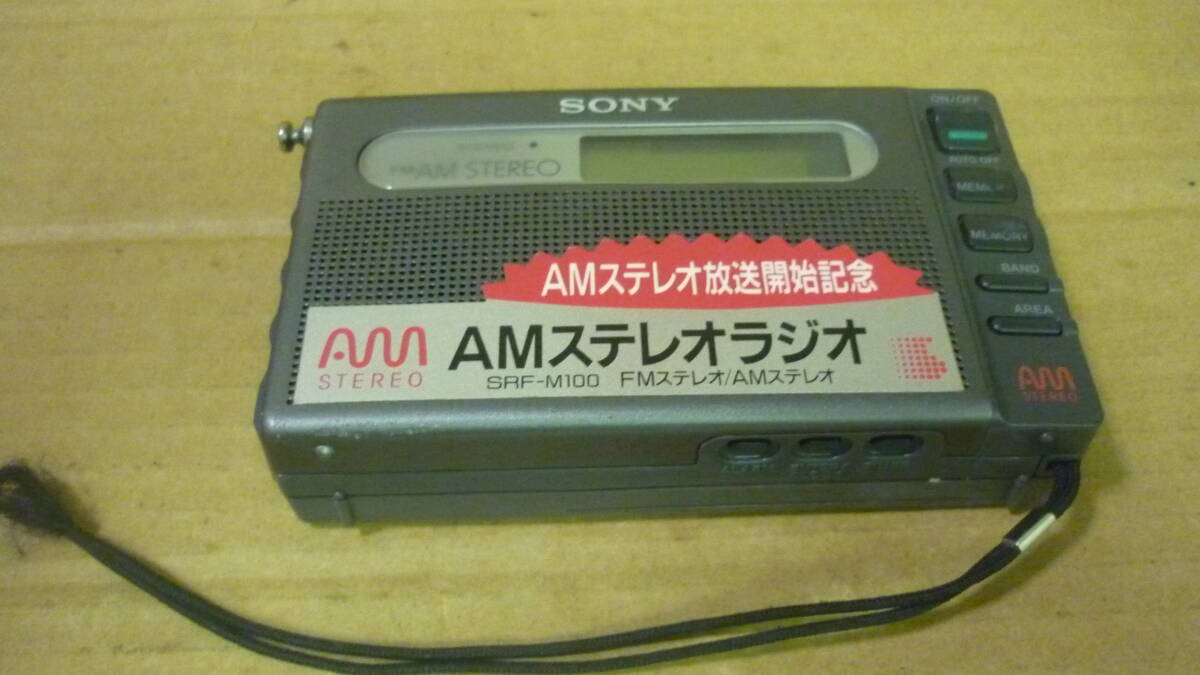 SONY
AM STEREO
ON/OFF
AUTO OFF
MEMORY
BAND
AREA
AMステレオ放送開始記念
AM
STEREO
AMステレオラジオ
SRF-M100 FMステレオ/AMステレオ
AM
STEREO